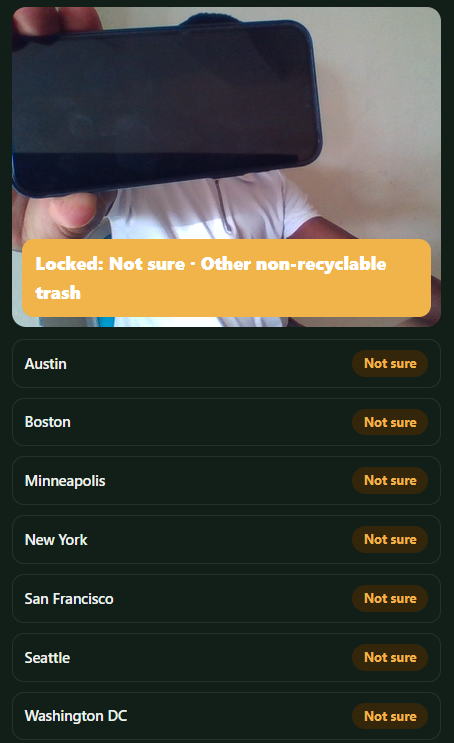 Locked: Not sure · Other non-recyclable
trash
Austin
Not sure
Boston
Not sure
Minneapolis
Not sure
New York
Not sure
San Francisco
Not sure
Seattle
Not sure
Washington DC
Not sure